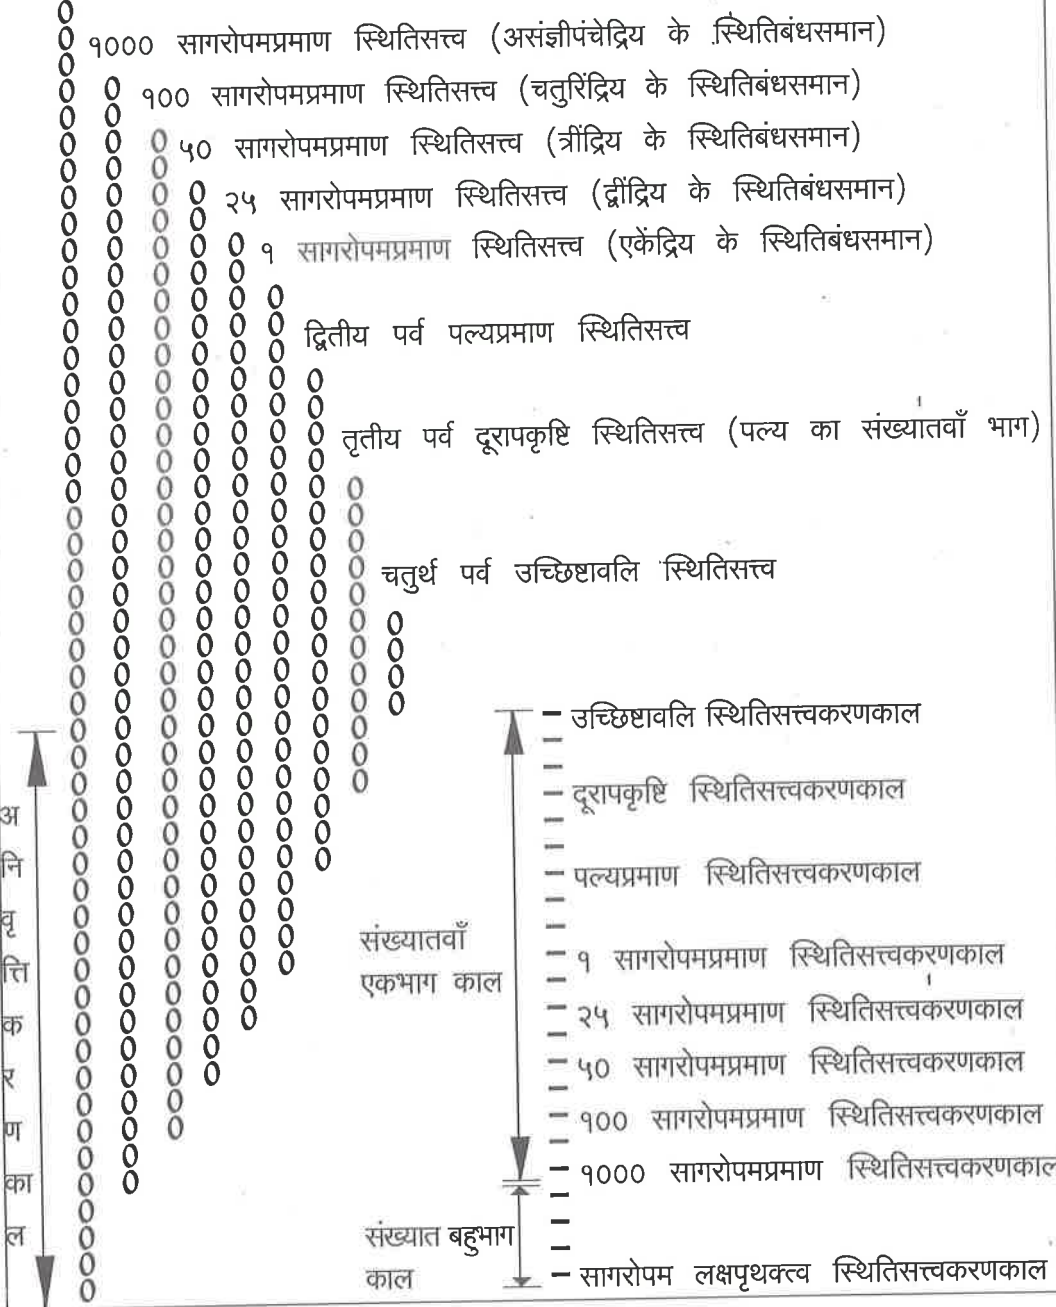 १००० सागरोपमप्रमाण स्थितिसत्त्व (असंज्ञीपंचेद्रिय के स्थितिबंधसमान)
१०० सागरोपमप्रमाण स्थितिसत्त्व (चतुरिंद्रिय के स्थितिबंधसमान)
५० सागरोपमप्रमाण स्थितिसत्त्व (त्रींद्रिय के स्थितिबंधसमान)
२५ सागरोपमप्रमाण स्थितिसत्त्व (द्वींद्रिय के स्थितिबंधसमान)
१ सागरोपमप्रमाण स्थितिसत्त्व (एकेंद्रिय के स्थितिबंधसमान)
द्वितीय पर्व पल्यप्रमाण स्थितिसत्त्व
तृतीय पर्व दूरापकृष्टि स्थितिसत्त्व (पल्य का संख्यातवाँ भाग)
चतुर्थ पर्व उच्छिष्टावलि स्थितिसत्त्व
उच्छिष्टावलि स्थितिसत्त्वकरणकाल
दूरापकृष्टि स्थितिसत्त्वकरणकाल
पल्यप्रमाण स्थितिसत्त्वकरणकाल
१ सागरोपमप्रमाण स्थितिसत्त्वकरणकाल
२५ सागरोपमप्रमाण स्थितिसत्त्वकरणकाल
५० सागरोपमप्रमाण स्थितिसत्त्वकरणकाल
१०० सागरोपमप्रमाण स्थितिसत्त्वकरणकाल
१००० सागरोपमप्रमाण स्थितिसत्त्वकरणकाल
सागरोपम लक्षपृथक्त्व स्थितिसत्त्वकरणकाल
संख्यातवाँ
एकभाग काल
संख्यात बहुभाग
काल
अनिवृत्तिकरणकाल